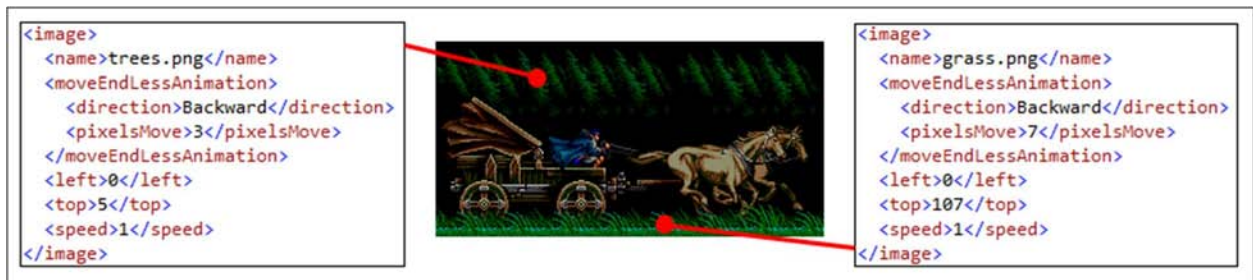 <image>
<name>trees.png</name>
<moveEndLessAnimation>
<direction>Backward</direction>
<pixelsMove>3</pixelsMove>
</moveEndLessAnimation>
<left>0</left>
<top>5</top>
<speed>1</speed>
</image>
<image>
<name>grass.png</name>
<moveEndLessAnimation>
<direction>Backward</direction>
<pixelsMove>7</pixelsMove>
</moveEndLessAnimation>
<left>0</left>
<top>107</top>
<speed>1</speed>
</image>